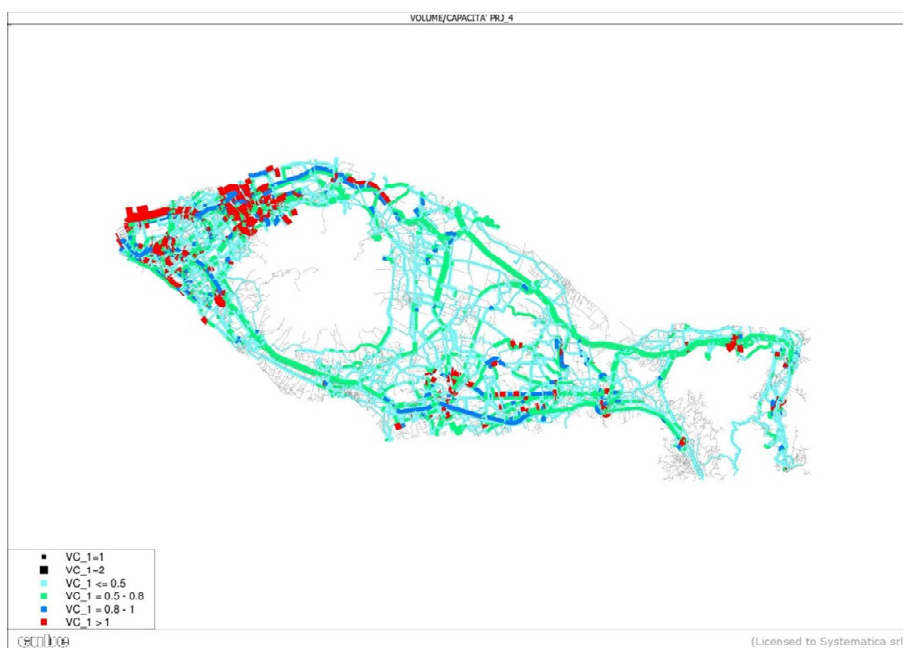 VOLUME/CAPACITA' PRJ_4
VC_1=1
VC_1=2
VC_1 <= 0.5
VC_1 = 0.5 - 0.8
VC_1 = 0.8 - 1
VC_1 > 1
(Licensed to Systematica srl